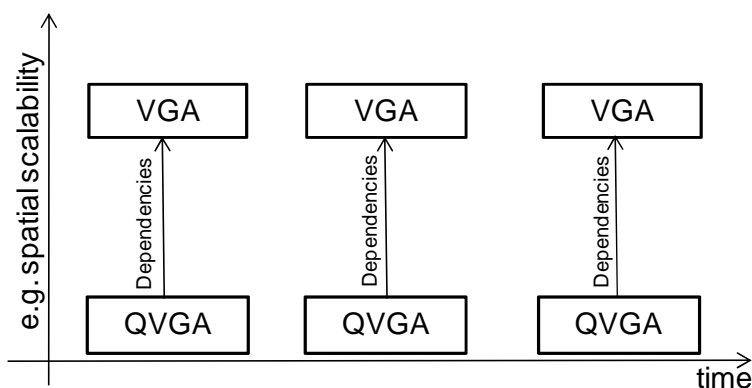 e.g. spatial scalability
VGA
VGA
VGA
Dependencies
Dependencies
Dependencies
QVGA
QVGA
QVGA
time